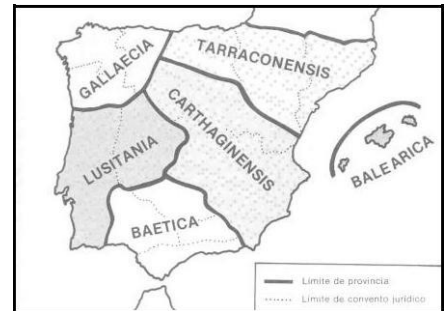 GALLAECIA
TARRACONENSIS
CARTHAGINENSIS
LUSITANIA
BALEARICA
BAETICA
Límite de provincia
Límite de convento jurídico